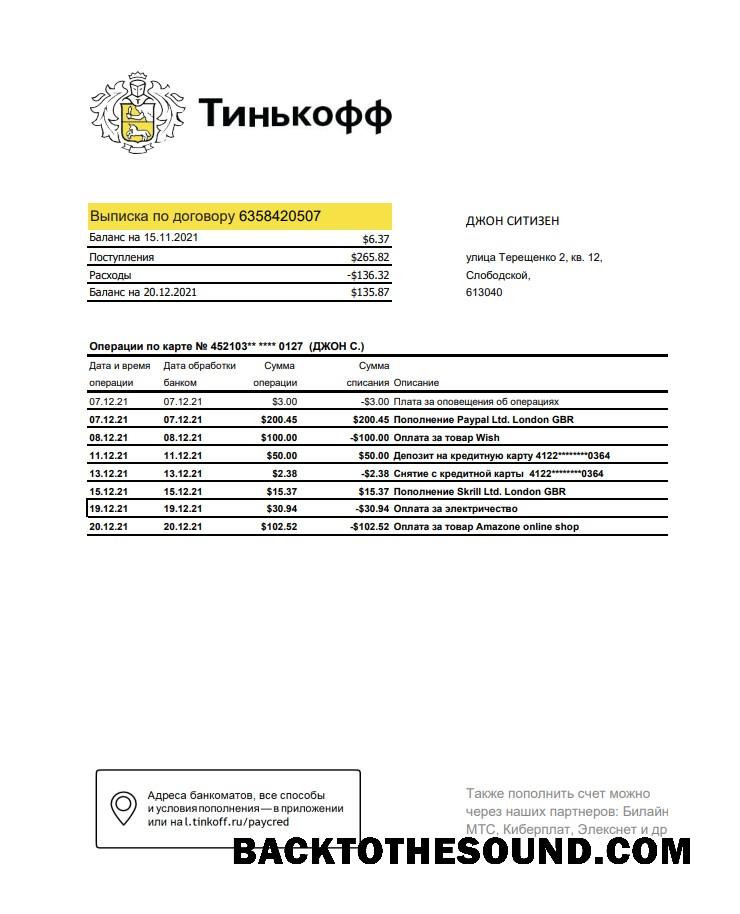 Тинькофф
Выписка по договору 6358420507
Баланс на 15.11.2021 $6.37
Поступления $265.82
Расходы -$136.32
Баланс на 20.12.2021 $135.87
ДЖОН СИТИЗЕН
улица Терещенко 2, кв. 12,
Слободской,
613040
Операции по карте № 452103** **** 0127 (ДЖОН С.)
Дата и время Дата обработки Сумма Сумма
операции банком операции списания Описание
07.12.21 07.12.21 $3.00 -$3.00 Плата за оповещения об операциях
07.12.21 07.12.21 $200.45 $200.45 Пополнение Paypal Ltd. London GBR
08.12.21 08.12.21 $100.00 -$100.00 Оплата за товар Wish
11.12.21 11.12.21 $50.00 $50.00 Депозит на кредитную карту 4122********0364
13.12.21 13.12.21 $2.38 -$2.38 Снятие с кредитной карты 4122********0364
15.12.21 15.12.21 $15.37 $15.37 Пополнение Skrill Ltd. London GBR
19.12.21 19.12.21 $30.94 -$30.94 Оплата за электричество
20.12.21 20.12.21 $102.52 -$102.52 Оплата за товар Amazone online shop
Адреса банкоматов, все способы
и условия пополнения — в приложении
или на l.tinkoff.ru/paycred
Также пополнить счет можно
через наших партнеров: Билайн
МТС, Киберплат, Элекснет и др
BACKTOTHESOUND.COM